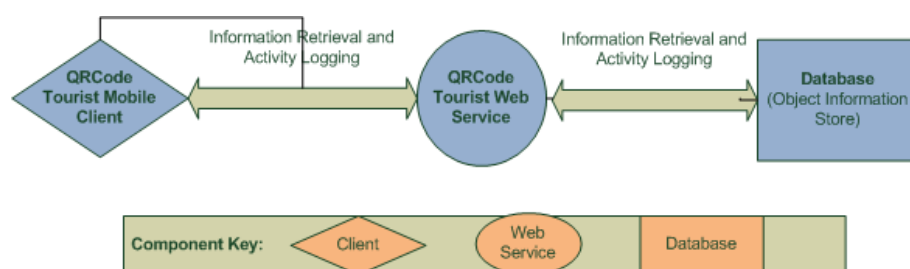 Information Retrieval and
Activity Logging
Information Retrieval and
Activity Logging
QRCode
Tourist Mobile
Client
QRCode
Tourist Web
Service
Database
(Object Information
Store)
Component Key:
Client
Web
Service
Database